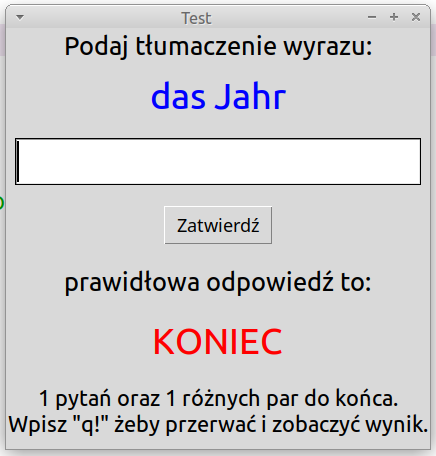 Test
Podaj tłumaczenie wyrazu:
das Jahr
Zatwierdź
prawidłowa odpowiedź to:
KONIEC
1 pytań oraz 1 różnych par do końca.
Wpisz "q!" żeby przerwać i zobaczyć wynik.